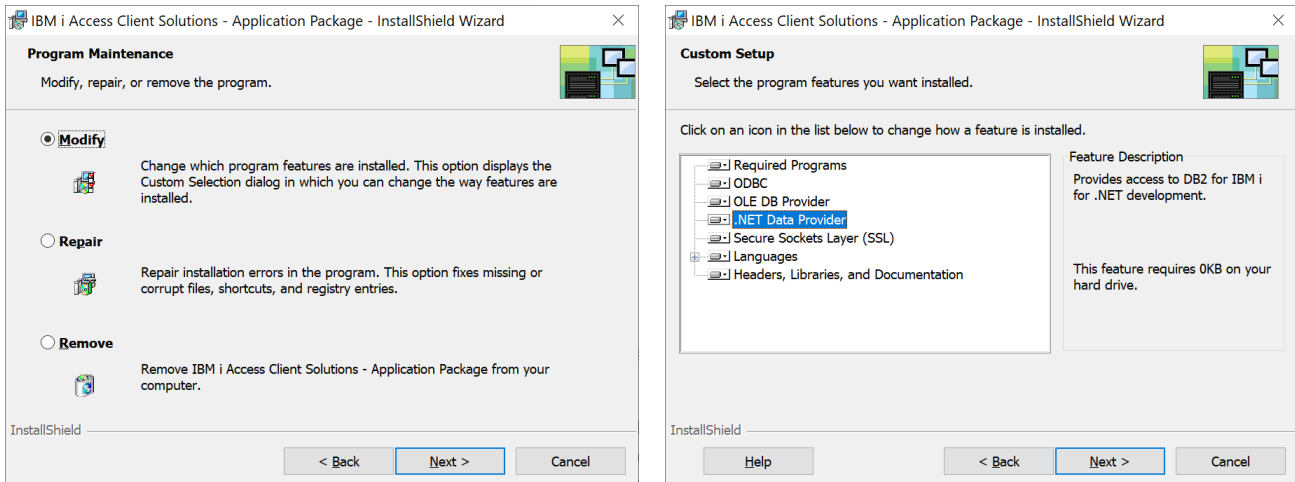 IBM i Access Client Solutions - Application Package - InstallShield Wizard
Program Maintenance
Modify, repair, or remove the program.
Modify
Change which program features are installed. This option displays the
Custom Selection dialog in which you can change the way features are
installed.
Repair
Repair installation errors in the program. This option fixes missing or
corrupt files, shortcuts, and registry entries.
Remove
Remove IBM i Access Client Solutions - Application Package from your
computer.
InstallShield
< Back
Next >
Cancel
IBM i Access Client Solutions - Application Package - InstallShield Wizard
Custom Setup
Select the program features you want installed.
Click on an icon in the list below to change how a feature is installed.
Required Programs
ODBC
OLE DB Provider
.NET Data Provider
Secure Sockets Layer (SSL)
Languages
Headers, Libraries, and Documentation
Feature Description
Provides access to DB2 for IBM i
for .NET development.
This feature requires 0KB on your
hard drive.
InstallShield
Help
< Back
Next >
Cancel